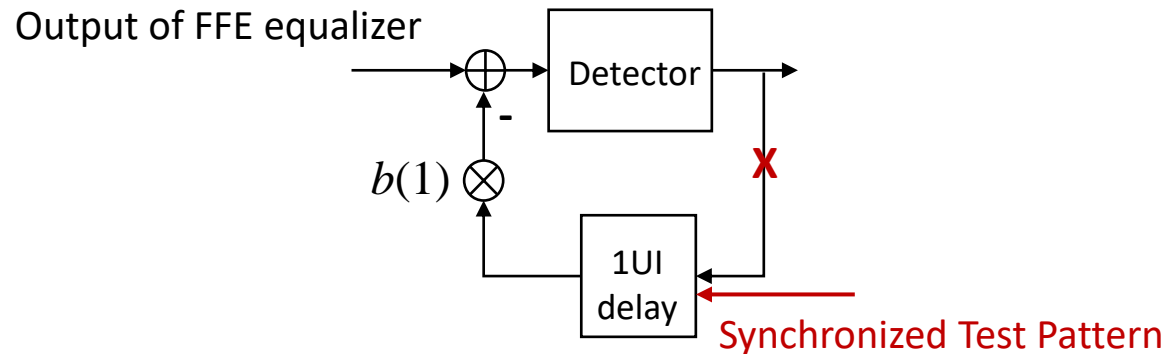 Output of FFE equalizer
Detector
-
X
b(1)
1UI
delay
Synchronized Test Pattern